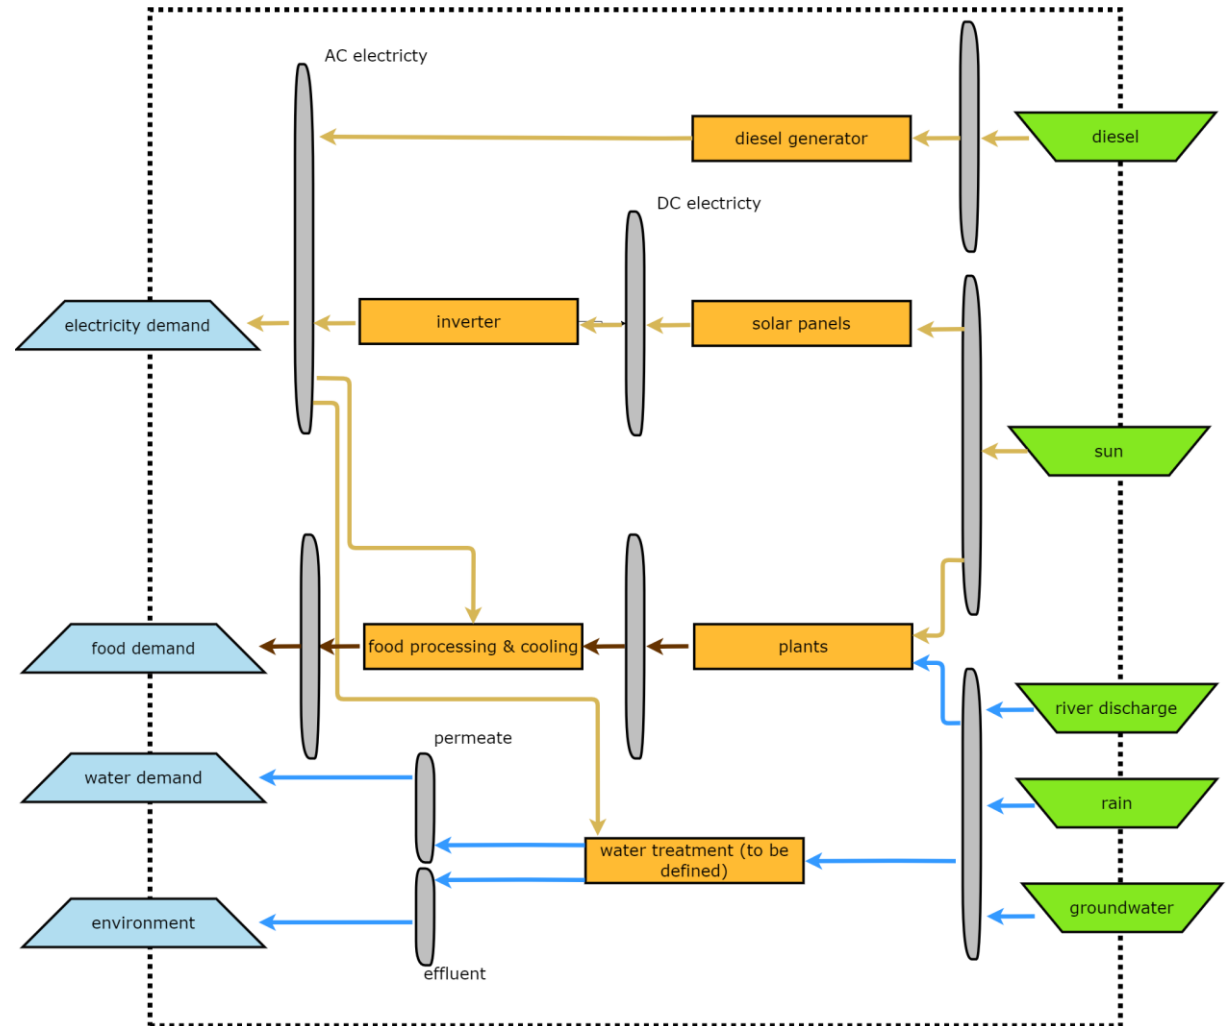 AC electricty
diesel generator
diesel
DC electricty
electricity demand
inverter
solar panels
sun
food demand
food processing & cooling
plants
river discharge
permeate
water demand
rain
water treatment (to be
defined)
environment
groundwater
effluent